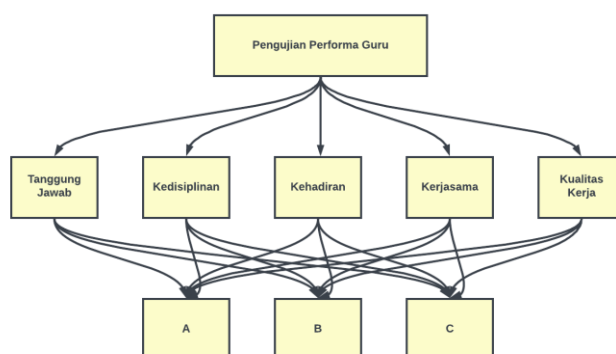 Pengujian Performa Guru
Tanggung
Jawab
Kedisiplinan
Kehadiran
Kerjasama
Kualitas
Kerja
A
B
C